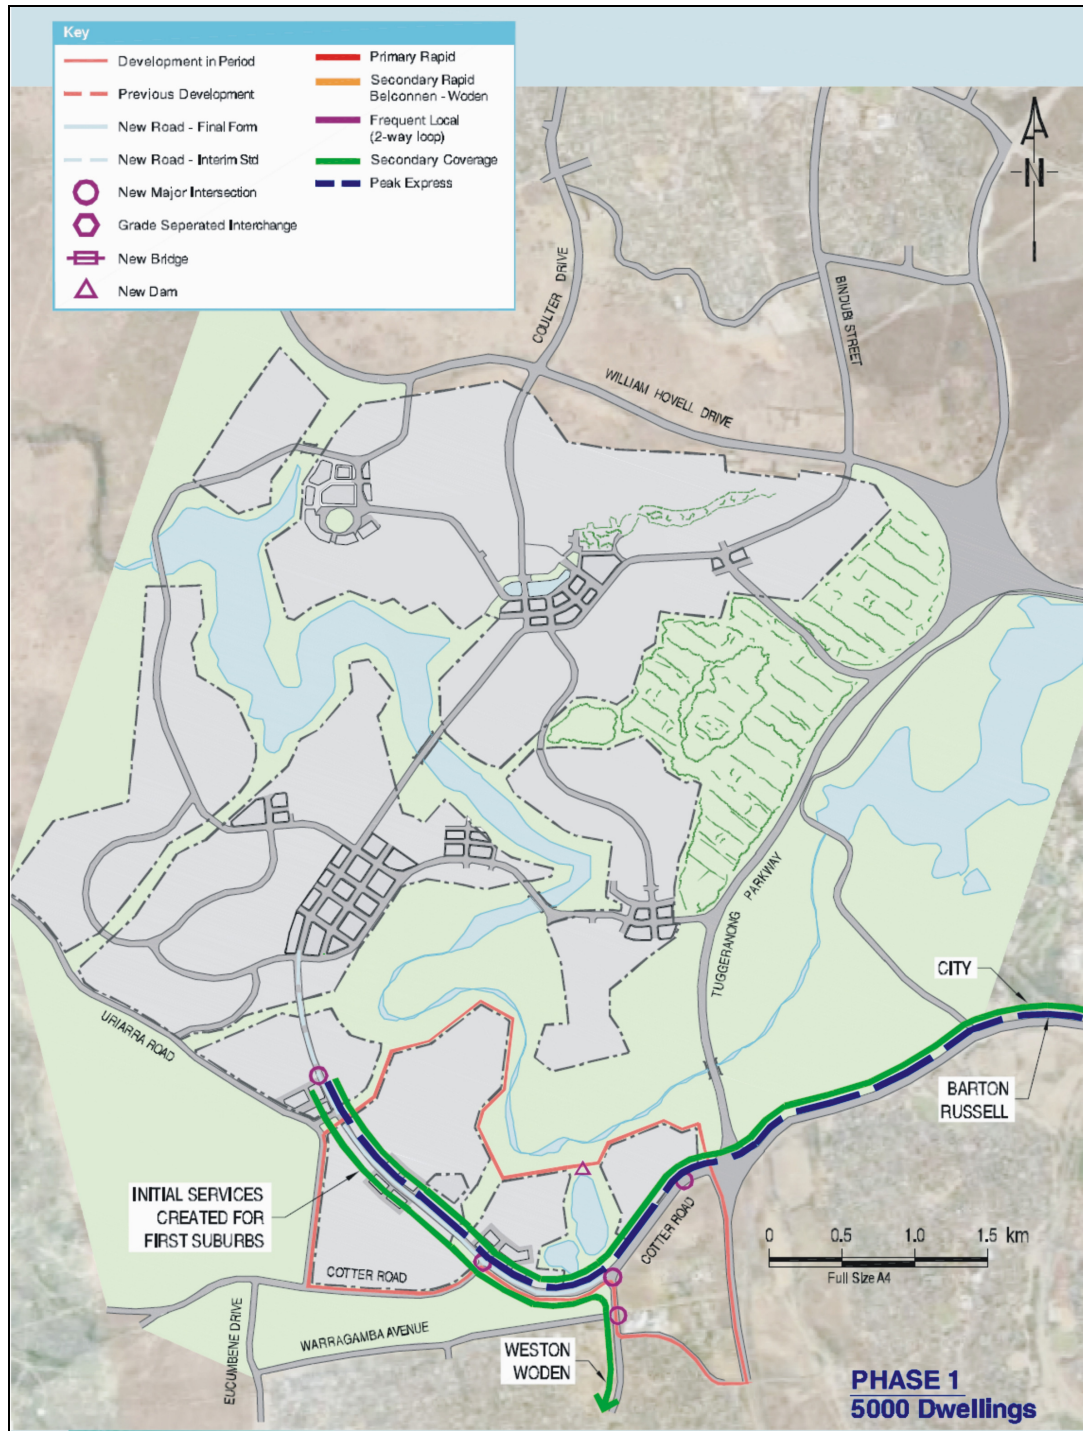 Key
Development in Period
Previous Development
New Road - Final Form
New Road - Interim Std
New Major Intersection
Grade Seperated Interchange
New Bridge
New Dam
Primary Rapid
Secondary Rapid
Belconnen - Woden
Frequent Local
(2-way loop)
Secondary Coverage
Peak Express
N
COULTER DRIVE
BINDUBI STREET
WILLIAM HOVELL DRIVE
TUGGERANONG PARKWAY
CITY
URIARRA ROAD
BARTON
RUSSELL
INITIAL SERVICES
CREATED FOR
FIRST SUBURBS
COTTER ROAD
COTTER ROAD
0 0.5 1.0 1.5 km
Full Size A4
EUCUMBENE DRIVE
WARRAGAMBA AVENUE
WESTON
WODEN
PHASE 1
5000 Dwellings